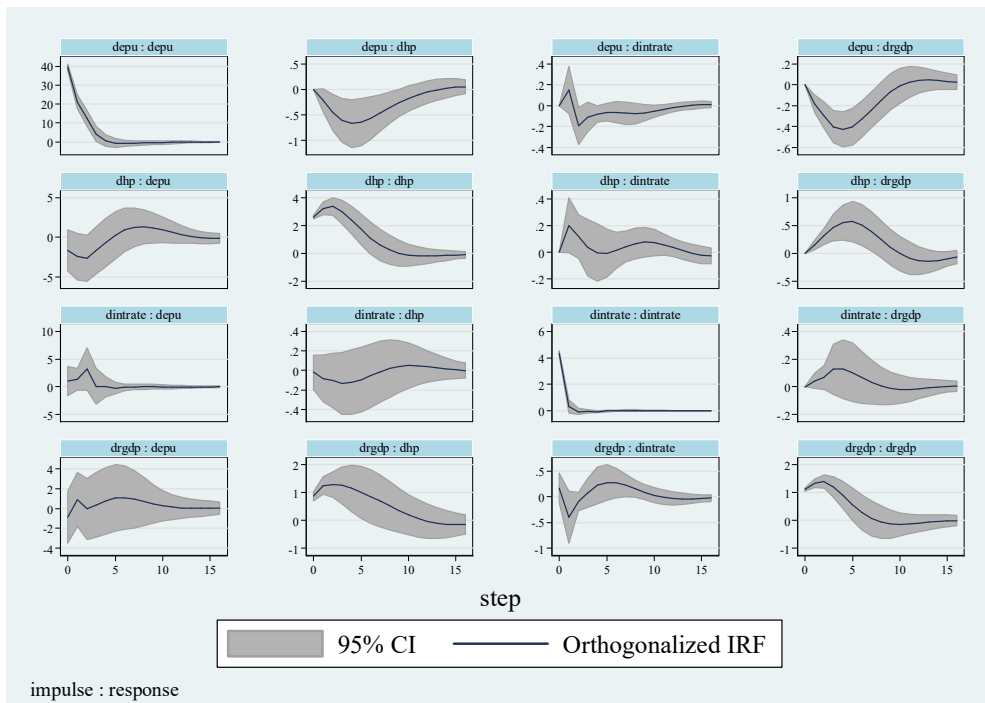 depu : depu
40
30
20
10
0
depu : dhp
.5
0
-.5
-1
depu : dintrate
.4
.2
0
-.2
-.4
depu : drgdp
.2
0
-.2
-.4
-.6
dhp : depu
5
0
-5
dhp : dhp
4
2
0
-2
dhp : dintrate
.4
.2
0
-.2
dhp : drgdp
1
.5
0
-.5
dintrate : depu
10
5
0
-5
dintrate : dhp
.4
.2
0
-.2
-.4
dintrate : dintrate
6
4
2
0
dintrate : drgdp
.4
.2
0
-.2
drgdp : depu
4
2
0
-2
-4
0 5 10 15
drgdp : dhp
2
1
0
-1
0 5 10 15
drgdp : dintrate
.5
0
-.5
-1
0 5 10 15
drgdp : drgdp
2
1
0
-1
0 5 10 15
step
95% CI Orthogonalized IRF
impulse : response